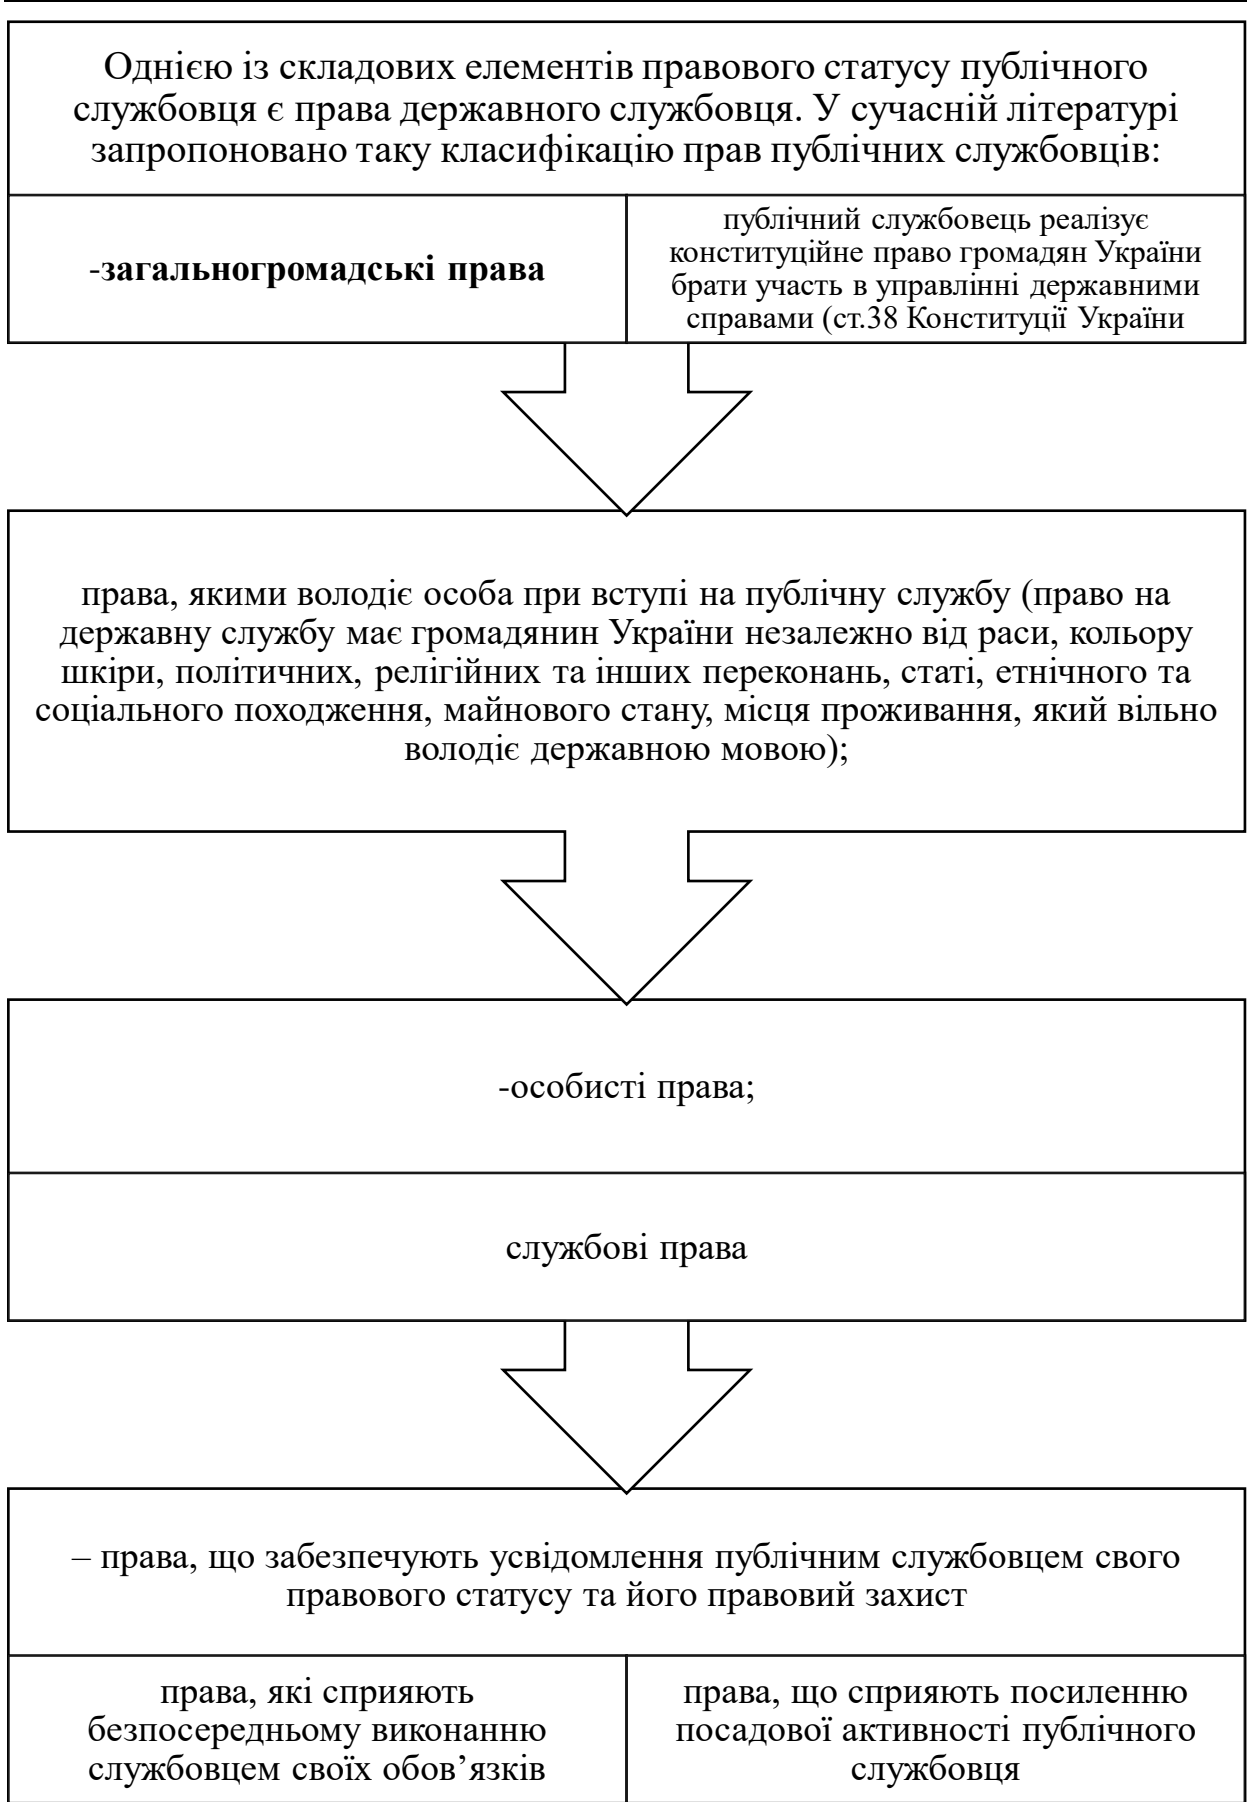 Однією із складових елементів правового статусу публічного
службовця є права державного службовця. У сучасній літературі
запропоновано таку класифікацію прав публічних службовців:
-загальногромадські права
публічний службовець реалізує
конституційне право громадян України
брати участь в управлінні державними
справами (ст.38 Конституції України
права, якими володіє особа при вступі на публічну службу (право на
державну службу має громадянин України незалежно від раси, кольору
шкіри, політичних, релігійних та інших переконань, статі, етнічного та
соціального походження, майнового стану, місця проживання, який вільно
володіє державною мовою);
-особисті права;
службові права
– права, що забезпечують усвідомлення публічним службовцем свого
правового статусу та його правовий захист
права, які сприяють
безпосередньому виконанню
службовцем своїх обов’язків
права, що сприяють посиленню
посадової активності публічного
службовця